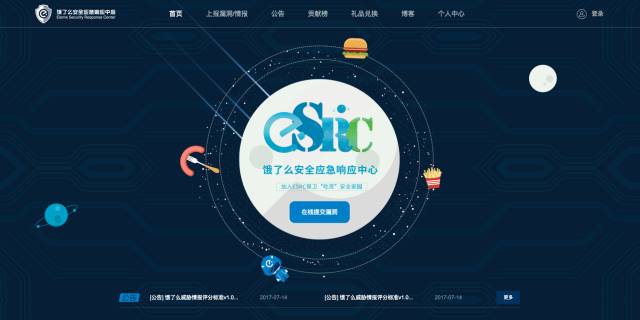 饿了么安全应急响应中心
Eleme Security Response Center
首页
上报漏洞/情报
公告
贡献榜
礼品兑换
博客
个人中心
登录
eSRC
饿了么安全应急响应中心
加入ESRC保卫“吃货”安全家园
在线提交漏洞
公告
[公告] 饿了么威胁情报评分标准v1.0...
2017-07-14
[公告] 饿了么威胁情报评分标准v1.0...
2017-07-14
更多